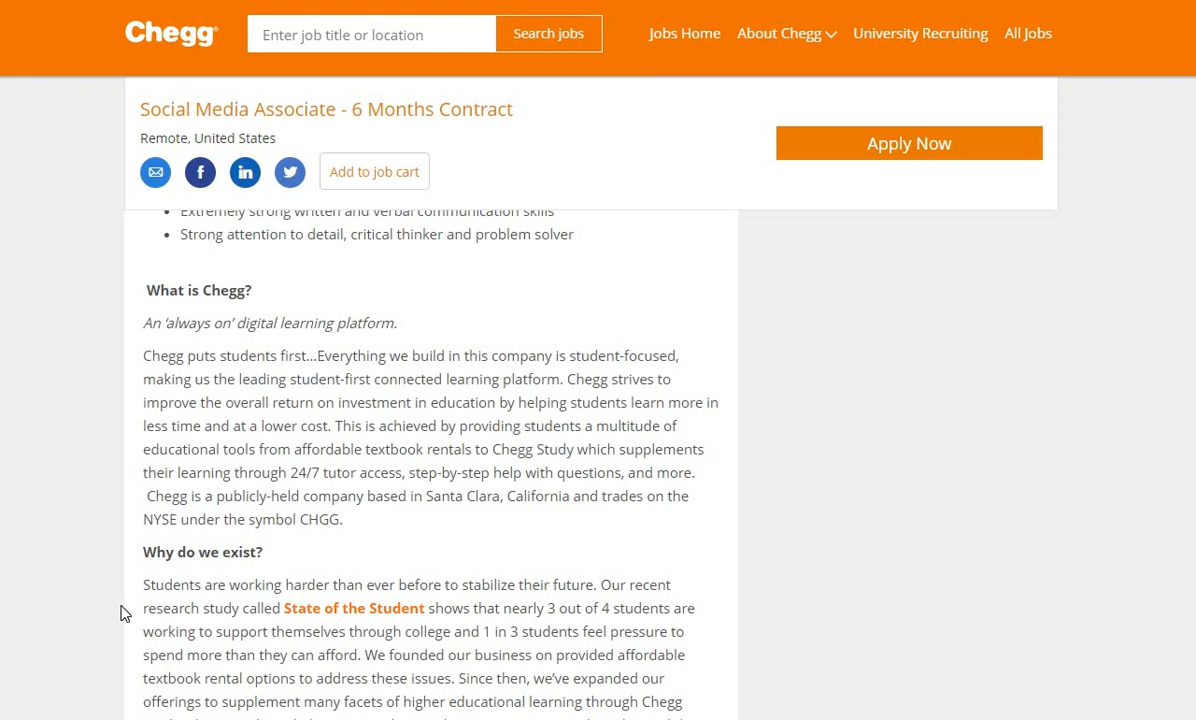 Chegg®
Enter job title or location
Search jobs
Jobs Home
About Chegg
University Recruiting
All Jobs
Social Media Associate - 6 Months Contract
Remote, United States
Add to job cart
Apply Now
Extremely strong written and verbal communication skills
Strong attention to detail, critical thinker and problem solver
What is Chegg?
An ‘always on’ digital learning platform.
Chegg puts students first…Everything we build in this company is student-focused,
making us the leading student-first connected learning platform. Chegg strives to
improve the overall return on investment in education by helping students learn more in
less time and at a lower cost. This is achieved by providing students a multitude of
educational tools from affordable textbook rentals to Chegg Study which supplements
their learning through 24/7 tutor access, step-by-step help with questions, and more.
Chegg is a publicly-held company based in Santa Clara, California and trades on the
NYSE under the symbol CHGG.
Why do we exist?
Students are working harder than ever before to stabilize their future. Our recent
research study called State of the Student shows that nearly 3 out of 4 students are
working to support themselves through college and 1 in 3 students feel pressure to
spend more than they can afford. We founded our business on provided affordable
textbook rental options to address these issues. Since then, we’ve expanded our
offerings to supplement many facets of higher educational learning through Chegg